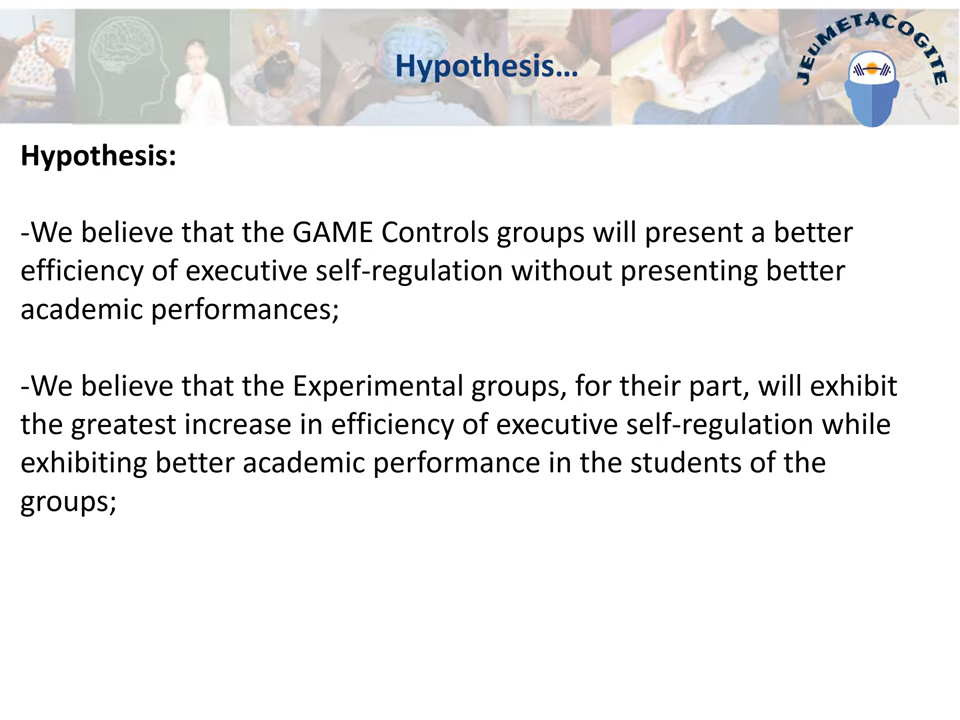 Hypothesis…
JEuMETACOGITE
Hypothesis:
-We believe that the GAME Controls groups will present a better
efficiency of executive self-regulation without presenting better
academic performances;
-We believe that the Experimental groups, for their part, will exhibit
the greatest increase in efficiency of executive self-regulation while
exhibiting better academic performance in the students of the
groups;